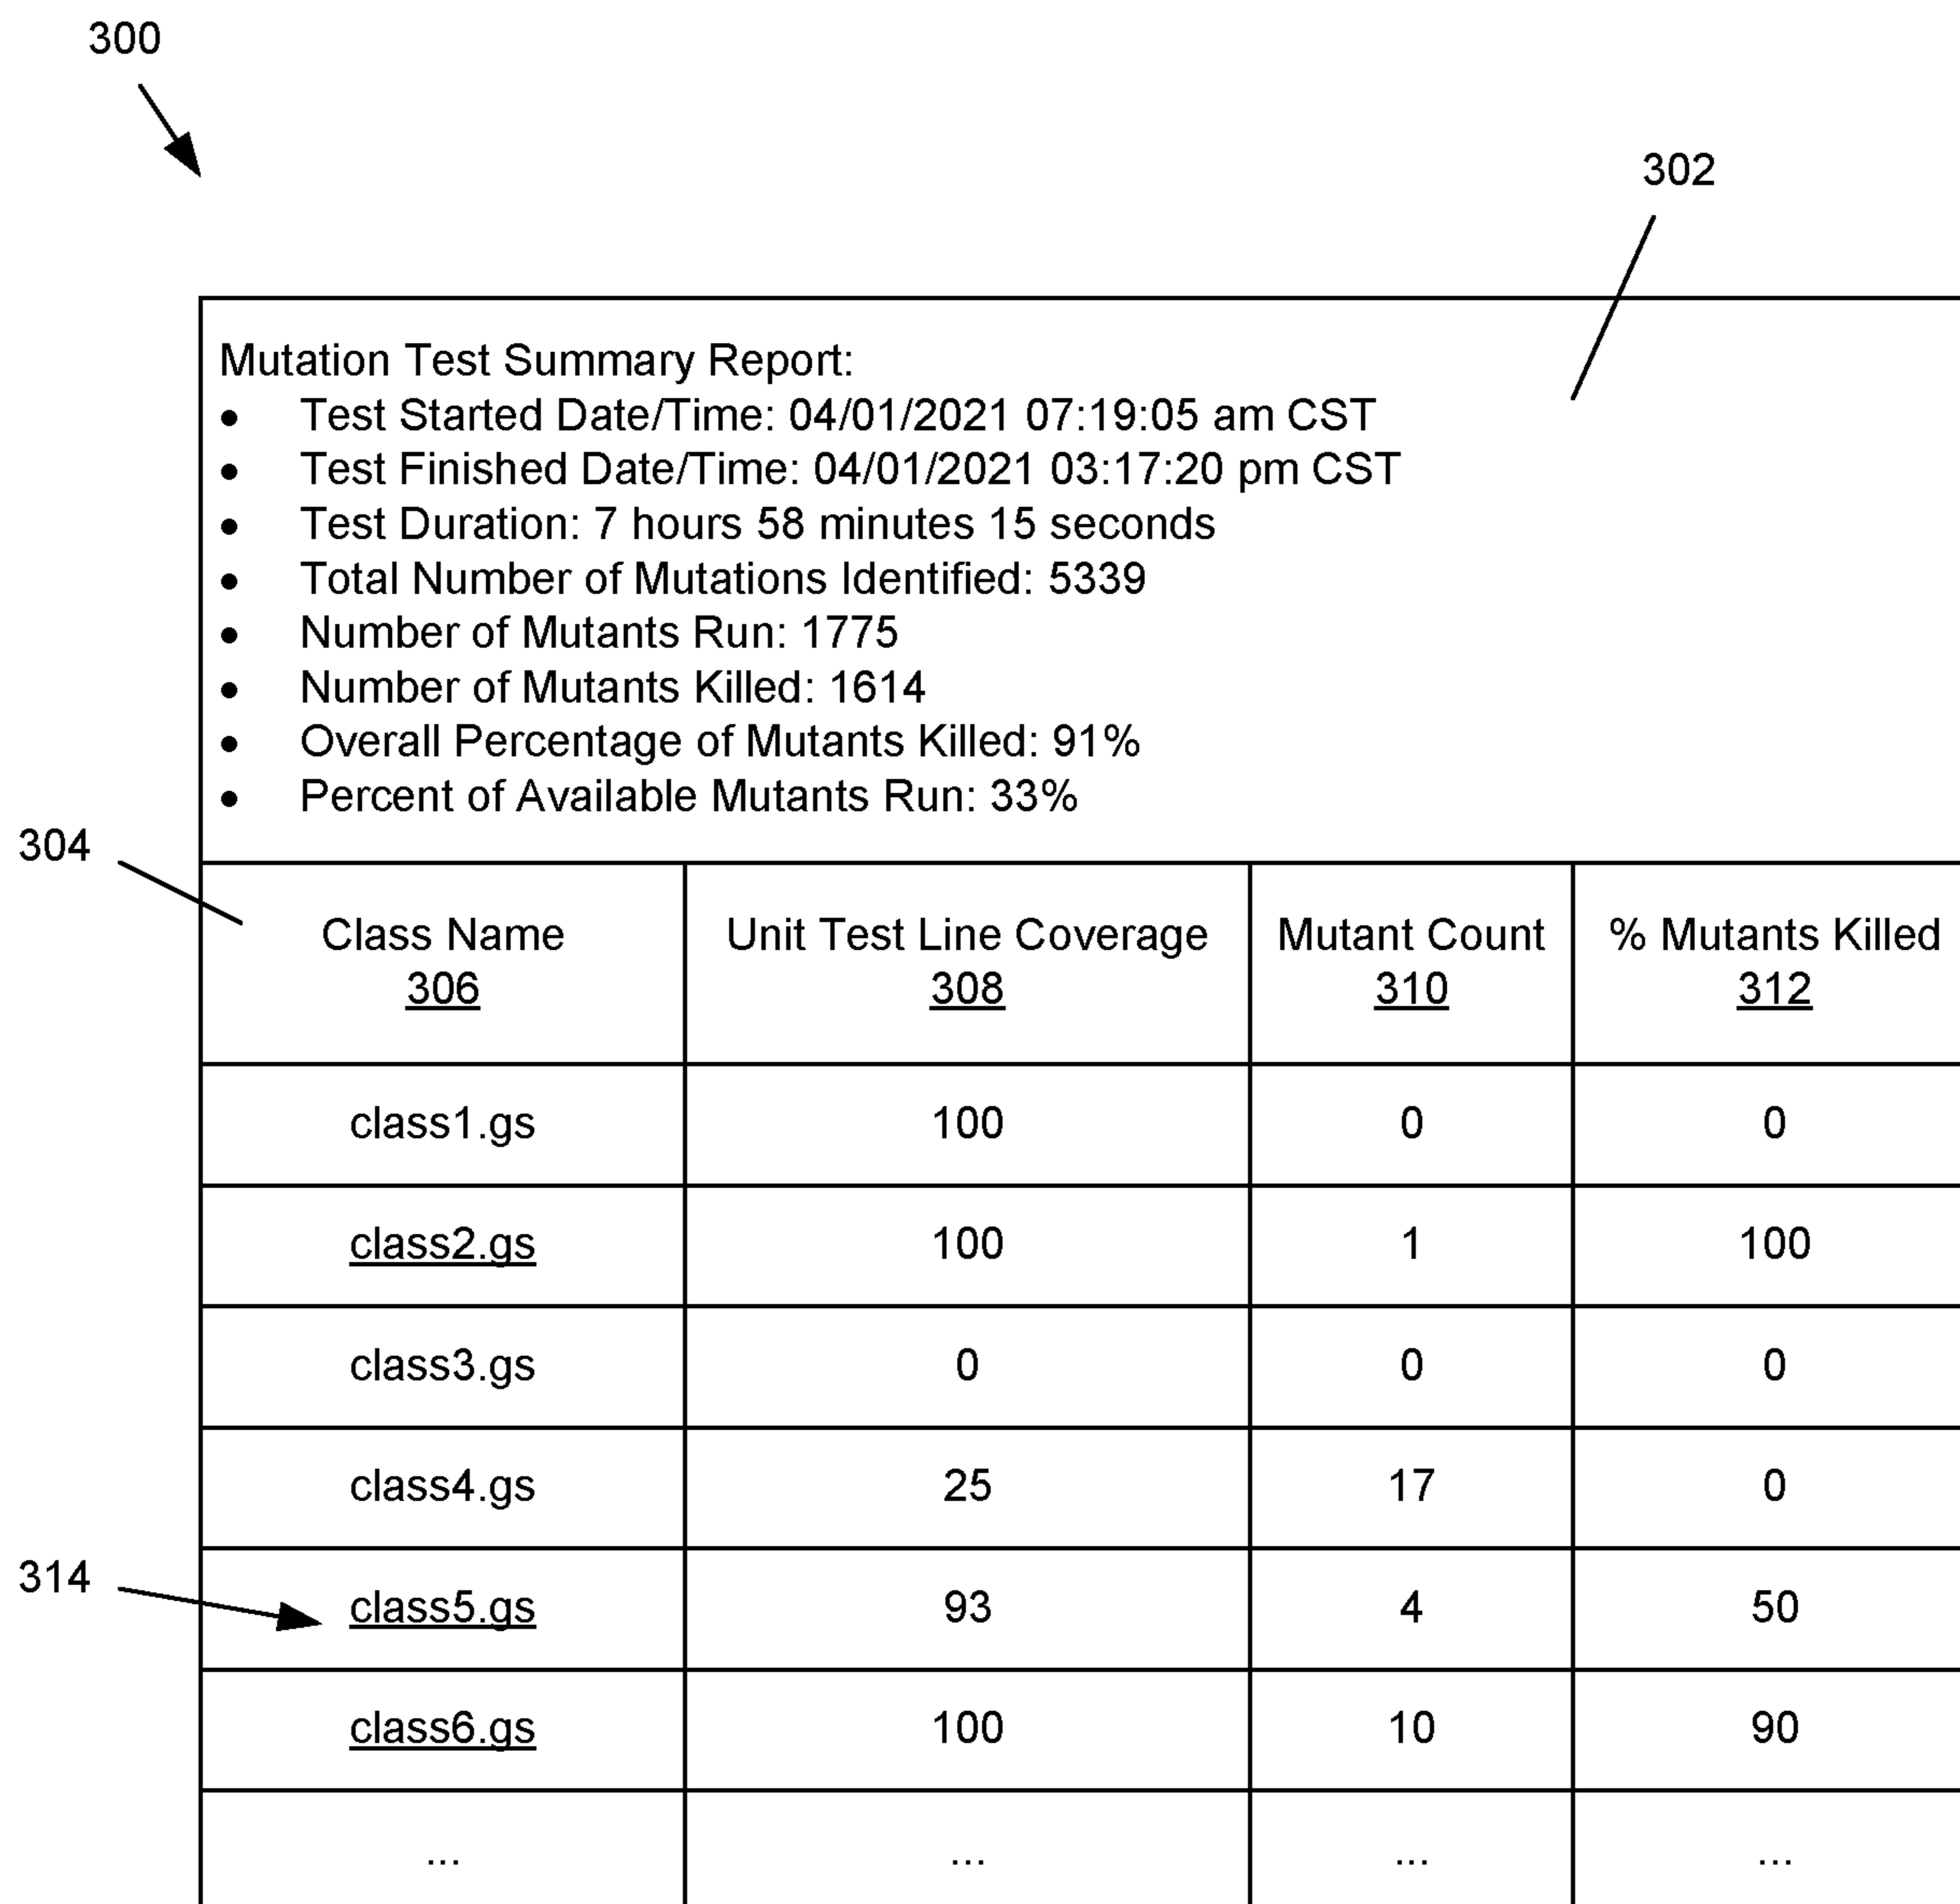 300
302
Mutation Test Summary Report:
• Test Started Date/Time: 04/01/2021 07:19:05 am CST
• Test Finished Date/Time: 04/01/2021 03:17:20 pm CST
• Test Duration: 7 hours 58 minutes 15 seconds
• Total Number of Mutations Identified: 5339
• Number of Mutants Run: 1775
• Number of Mutants Killed: 1614
• Overall Percentage of Mutants Killed: 91%
• Percent of Available Mutants Run: 33%
304
Class Name Unit Test Line Coverage Mutant Count % Mutants Killed
306 308 310 312
class1.gs 100 0 0
class2.gs 100 1 100
class3.gs 0 0 0
class4.gs 25 17 0
314 class5.gs 93 4 50
class6.gs 100 10 90
... ... ... ...